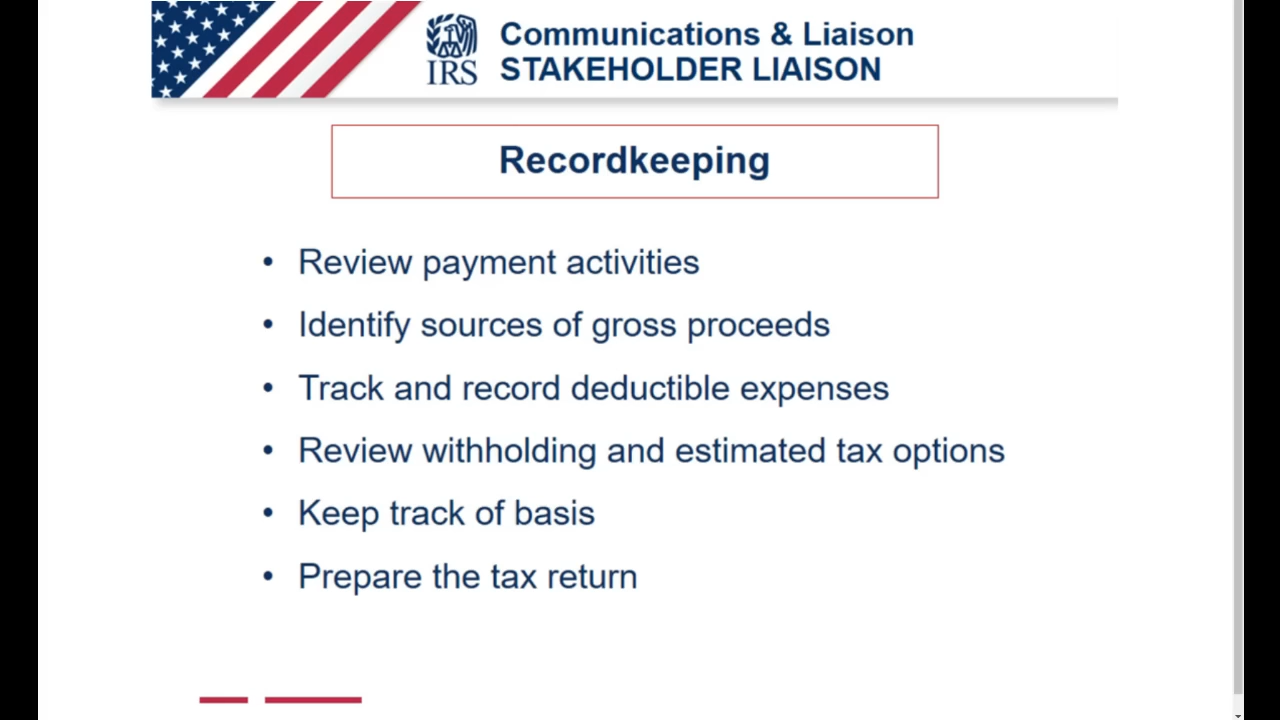 IRS
Communications & Liaison
STAKEHOLDER LIAISON
Recordkeeping
• Review payment activities
• Identify sources of gross proceeds
• Track and record deductible expenses
• Review withholding and estimated tax options
• Keep track of basis
• Prepare the tax return